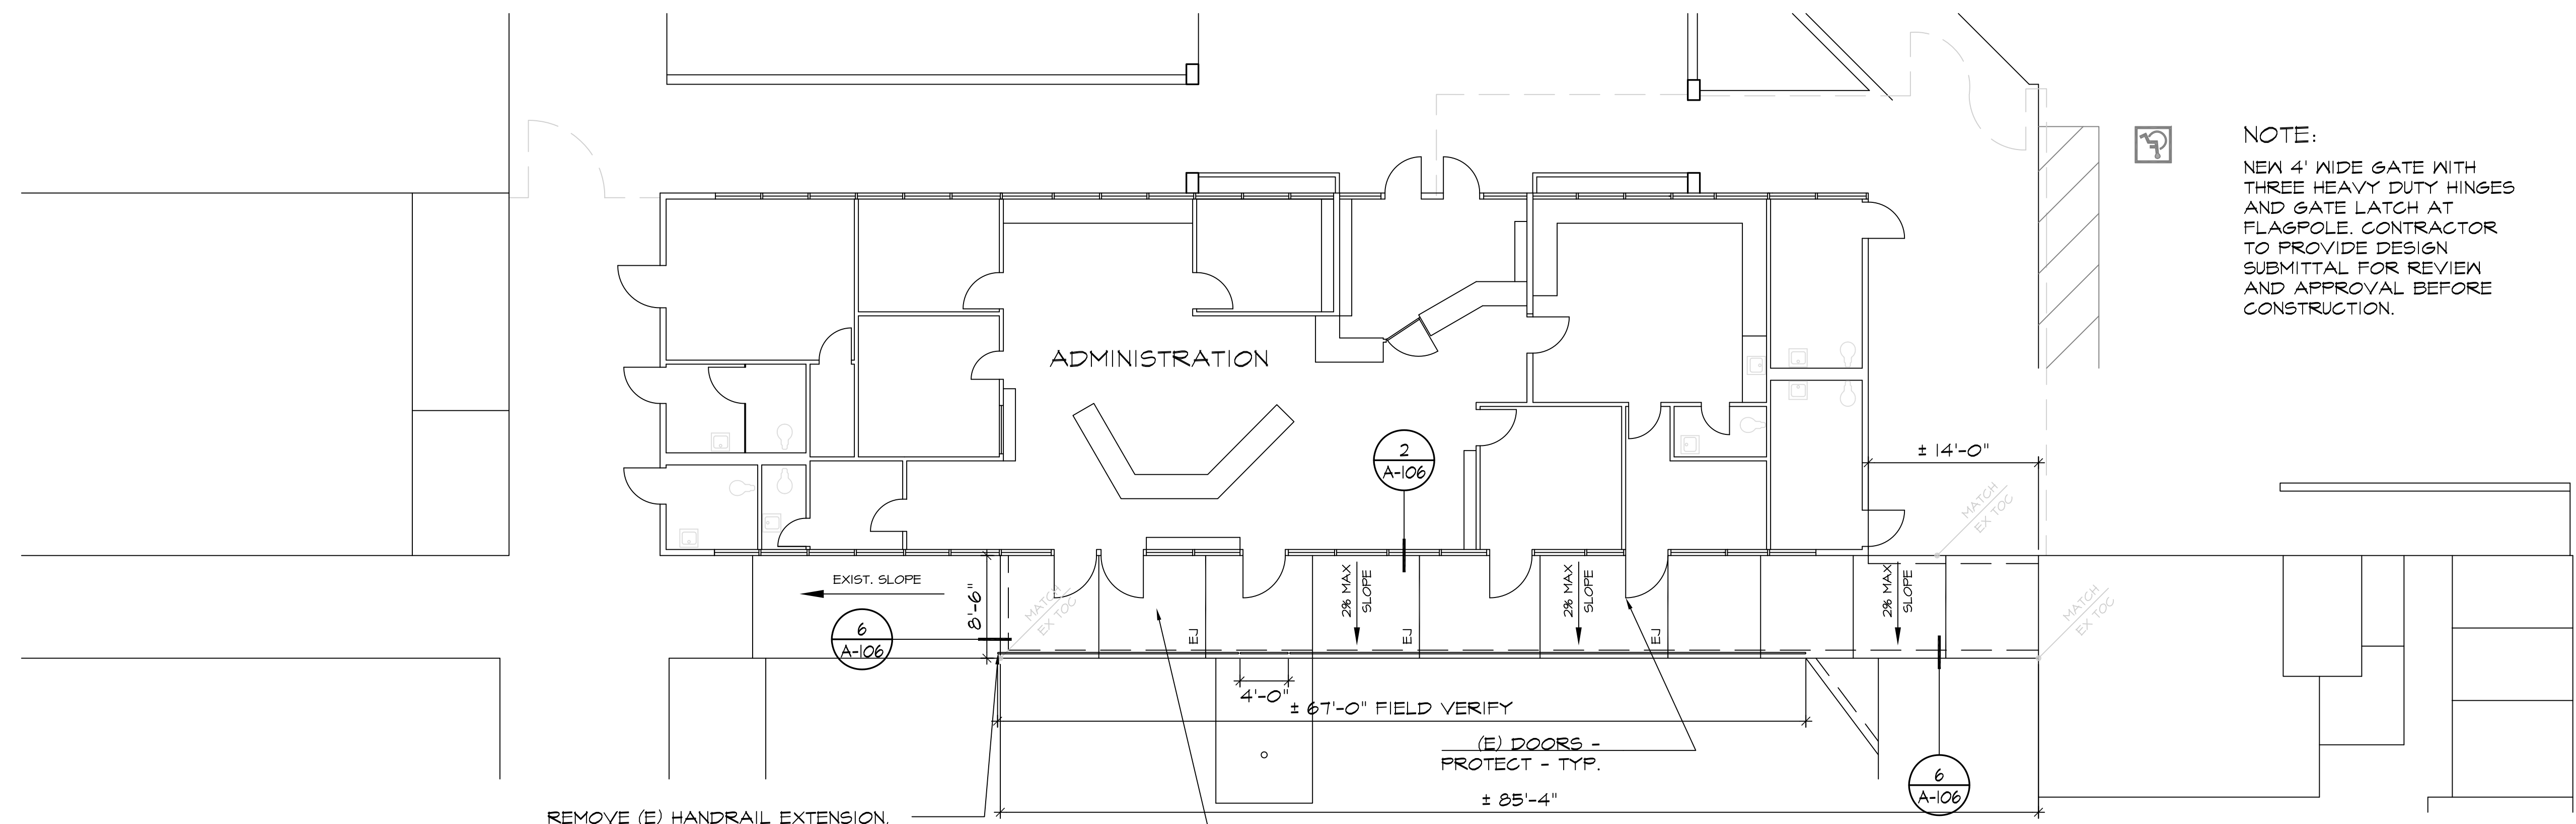 NOTE:
NEW 4' WIDE GATE WITH
THREE HEAVY DUTY HINGES
AND GATE LATCH AT
FLAGPOLE. CONTRACTOR
TO PROVIDE DESIGN
SUBMITTAL FOR REVIEW
AND APPROVAL BEFORE
CONSTRUCTION.
ADMINISTRATION
2
A-106
± 14'-0"
MATCH
EX TOC
EXIST. SLOPE
8'-6"
MATCH
EX TOC
2% MAX
SLOPE
2% MAX
SLOPE
2% MAX
SLOPE
MATCH
EX TOC
6
A-106
EJ
EJ
EJ
4'-0"
± 67'-0" FIELD VERIFY
(E) DOORS -
PROTECT - TYP.
6
A-106
± 85'-4"
REMOVE (E) HANDRAIL EXTENSION.